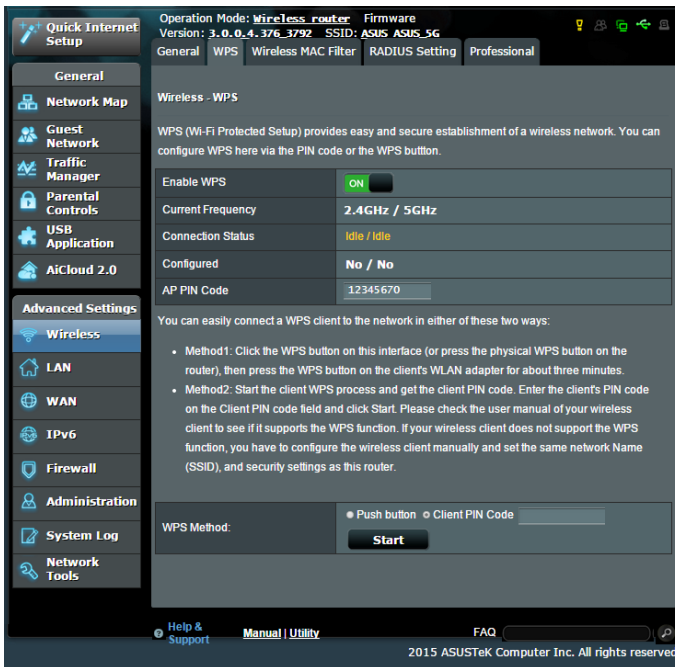 Quick Internet
Setup
Operation Mode: Wireless router Firmware
Version: 3.0.0.4.376_3792 SSID: ASUS ASUS_5G
General WPS Wireless MAC Filter RADIUS Setting Professional
General
Network Map
Guest
Network
Traffic
Manager
Parental
Controls
USB
Application
AiCloud 2.0
Advanced Settings
Wireless
LAN
WAN
IPv6
Firewall
Administration
System Log
Network
Tools
Wireless - WPS
WPS (Wi-Fi Protected Setup) provides easy and secure establishment of a wireless network. You can
configure WPS here via the PIN code or the WPS buttton.
Enable WPS ON
Current Frequency 2.4GHz / 5GHz
Connection Status Idle / Idle
Configured No / No
AP PIN Code 12345670
You can easily connect a WPS client to the network in either of these two ways:
• Method1: Click the WPS button on this interface (or press the physical WPS button on the
router), then press the WPS button on the client's WLAN adapter for about three minutes.
• Method2: Start the client WPS process and get the client PIN code. Enter the client's PIN code
on the Client PIN code field and click Start. Please check the user manual of your wireless
client to see if it supports the WPS function. If your wireless client does not support the WPS
function, you have to configure the wireless client manually and set the same network Name
(SSID), and security settings as this router.
WPS Method: Push button Client PIN Code
Start
Help &
Support
Manual | Utility
FAQ
2015 ASUSTeK Computer Inc. All rights reserved